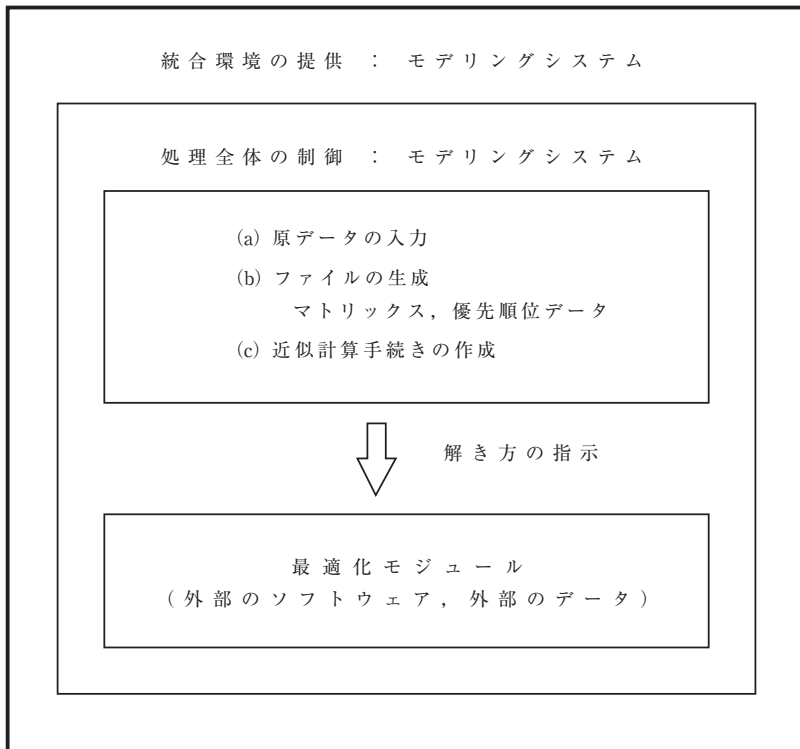 統合環境の提供 ： モデリングシステム
処理全体の制御 ： モデリングシステム
(a) 原データの入力
(b) ファイルの生成
マトリックス，優先順位データ
(c) 近似計算手続きの作成
解き方の指示
最適化モジュール
（外部のソフトウェア，外部のデータ）